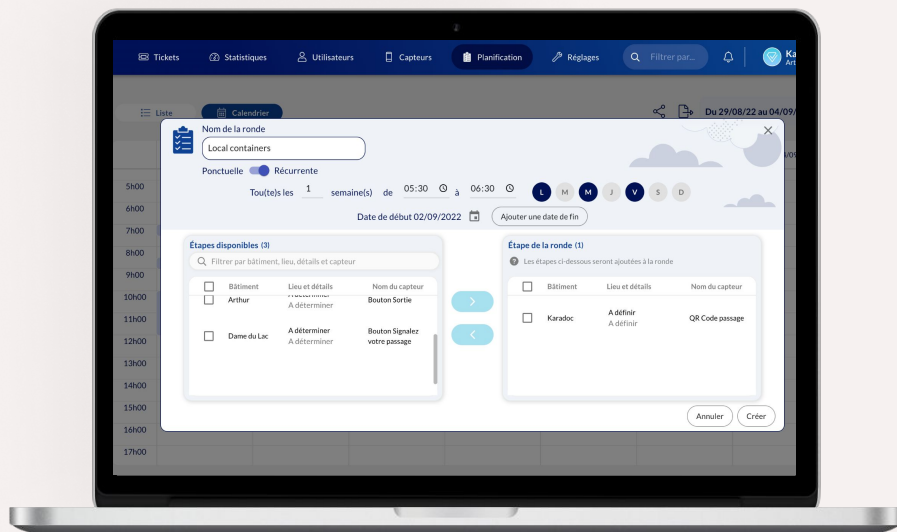 Tickets Statistiques Utilisateurs Capteurs Planification Réglages Filtrer par... Ka
Art
Liste Calendrier Du 29/08/22 au 04/09/
Nom de la ronde
Local containers
Ponctuelle Récurrente
Tou(te)s les 1 semaine(s) de 05:30 à 06:30 L M M J V S D
Date de début 02/09/2022 Ajouter une date de fin
5h00
6h00
7h00
8h00
9h00
10h00
11h00
12h00
13h00
14h00
15h00
16h00
17h00
Étapes disponibles (3)
Filtrer par bâtiment, lieu, détails et capteur
Bâtiment Lieu et détails Nom du capteur
Arthur A déterminer Bouton Sortie
A déterminer
Dame du Lac A déterminer Bouton Signalez
A déterminer votre passage
Étape de la ronde (1)
Les étapes ci-dessous seront ajoutées à la ronde
Bâtiment Lieu et détails Nom du capteur
Karadoc A définir QR Code passage
A définir
Annuler Créer